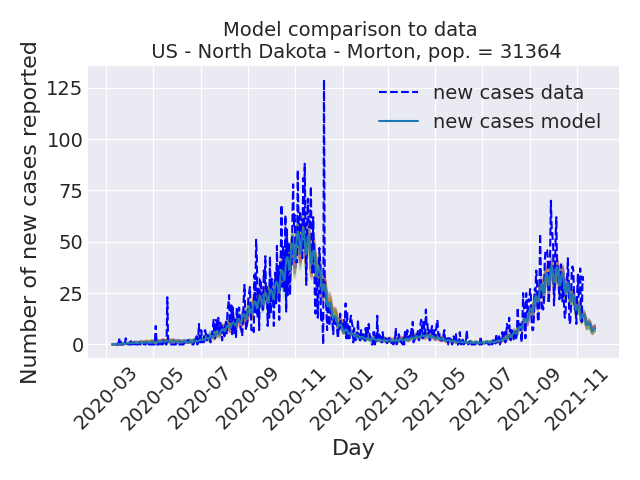 Model comparison to data
US - North Dakota - Morton, pop. = 31364
Number of new cases reported
125
100
75
50
25
0
new cases data
new cases model
2020-03
2020-05
2020-07
2020-09
2020-11
2021-01
2021-03
2021-05
2021-07
2021-09
2021-11
Day